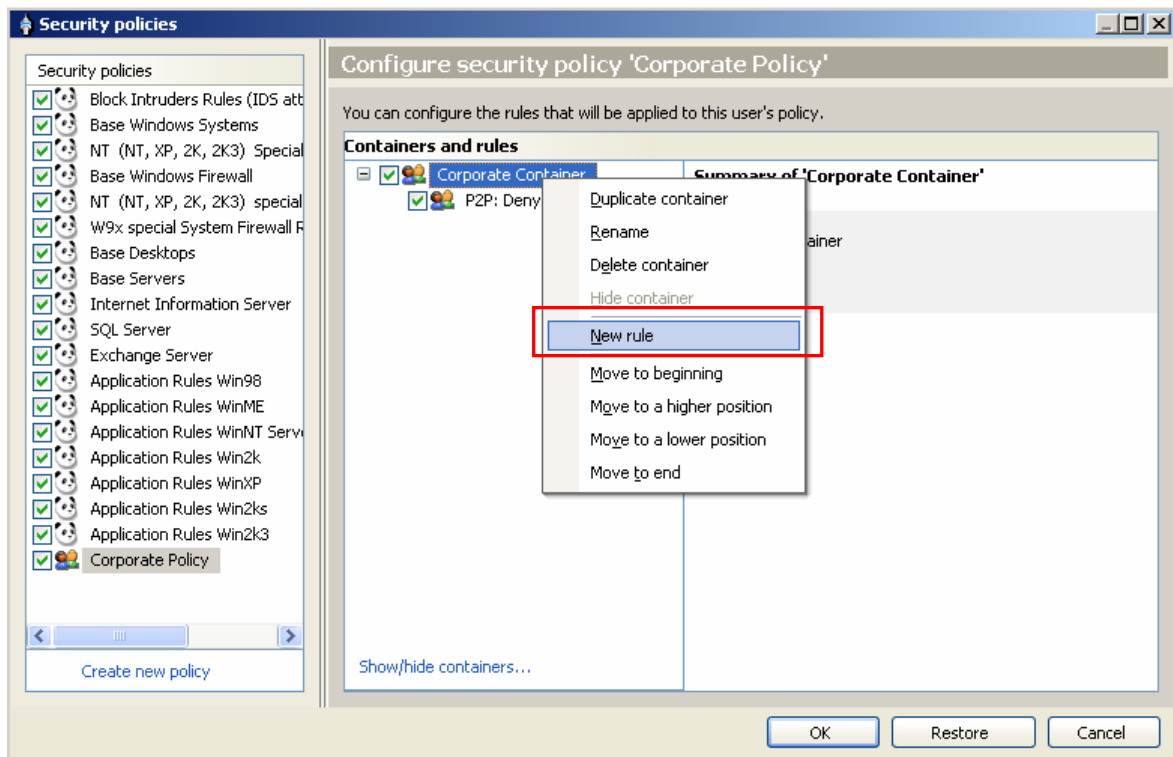 Security policies
Security policies
Block Intruders Rules (IDS att
Base Windows Systems
NT (NT, XP, 2K, 2K3) Special
Base Windows Firewall
NT (NT, XP, 2K, 2K3) special
W9x special System Firewall R
Base Desktops
Base Servers
Internet Information Server
SQL Server
Exchange Server
Application Rules Win98
Application Rules WinME
Application Rules WinNT Serv
Application Rules Win2k
Application Rules WinXP
Application Rules Win2ks
Application Rules Win2k3
Corporate Policy
Create new policy
Configure security policy 'Corporate Policy'
You can configure the rules that will be applied to this user's policy.
Containers and rules
Corporate Container
P2P: Deny
Duplicate container
Rename
Delete container
Hide container
New rule
Move to beginning
Move to a higher position
Move to a lower position
Move to end
Show/hide containers...
Summary of 'Corporate Container'
ainer
OK
Restore
Cancel